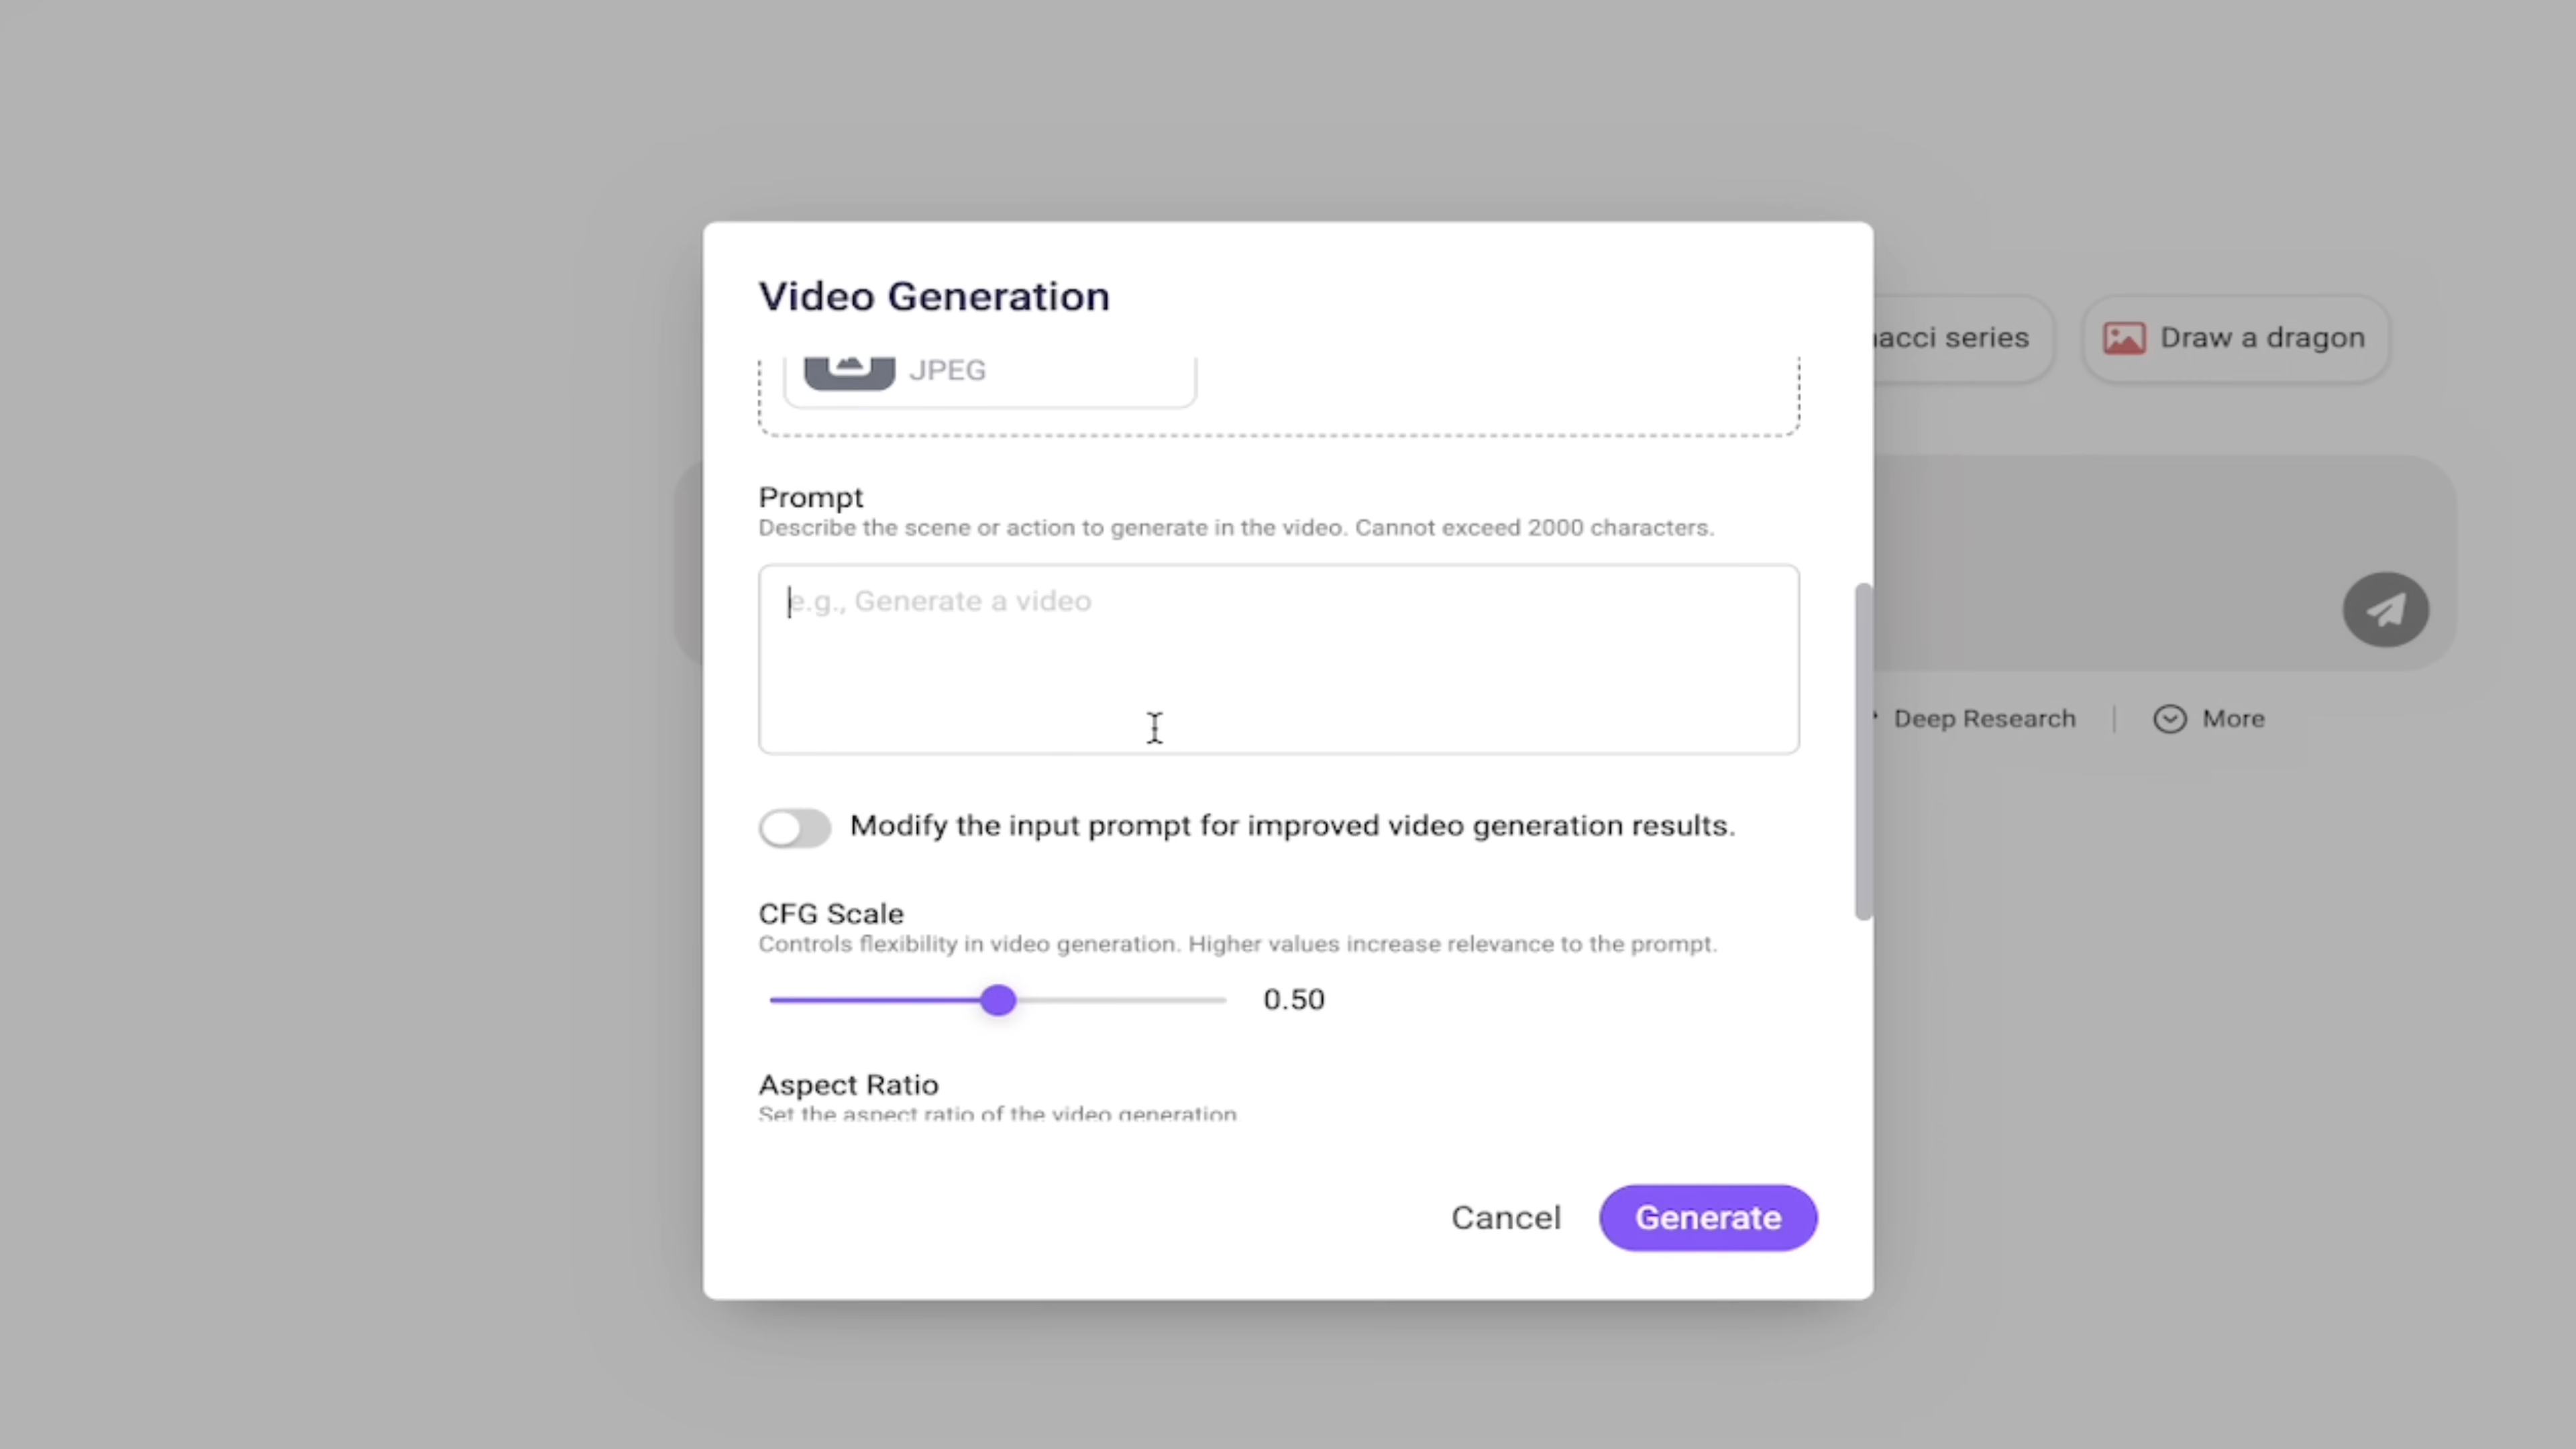 Video Generation
JPEG
Prompt
Describe the scene or action to generate in the video. Cannot exceed 2000 characters.
e.g., Generate a video
Modify the input prompt for improved video generation results.
CFG Scale
Controls flexibility in video generation. Higher values increase relevance to the prompt.
0.50
Aspect Ratio
Set the aspect ratio of the video generation
Cancel
Generate
acci series
Draw a dragon
Deep Research
More